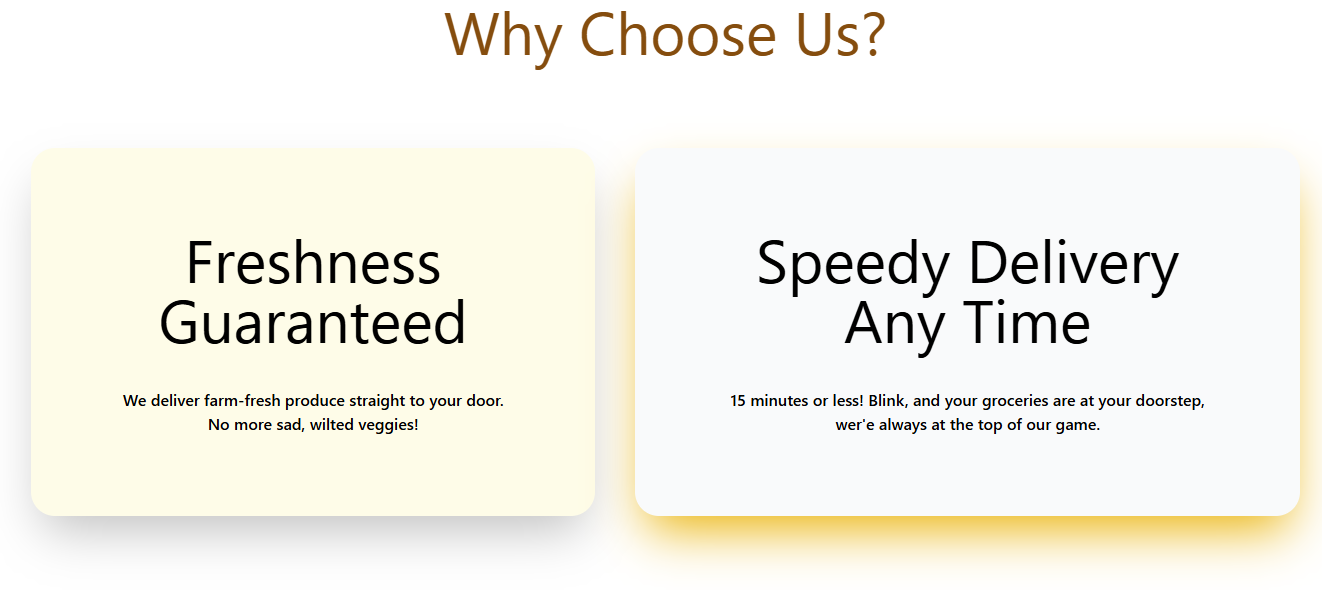 Why Choose Us?
Freshness
Guaranteed
We deliver farm-fresh produce straight to your door.
No more sad, wilted veggies!
Speedy Delivery
Any Time
15 minutes or less! Blink, and your groceries are at your doorstep,
wer'e always at the top of our game.